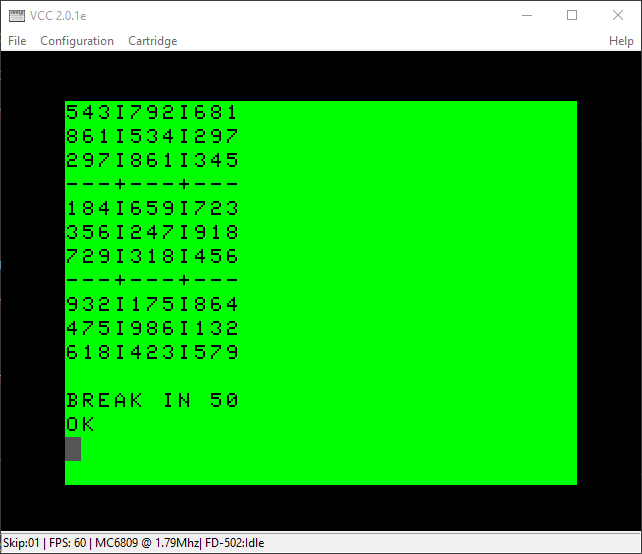 VCC 2.0.1e
File Configuration Cartridge Help
543I792I681
861I534I297
297I861I345
---+---+---
184I659I723
356I247I918
729I318I456
---+---+---
932I175I864
475I986I132
618I423I579
BREAK IN 50
OK
Skip:01 | FPS: 60 | MC6809 @ 1.79Mhz| FD-502:Idle